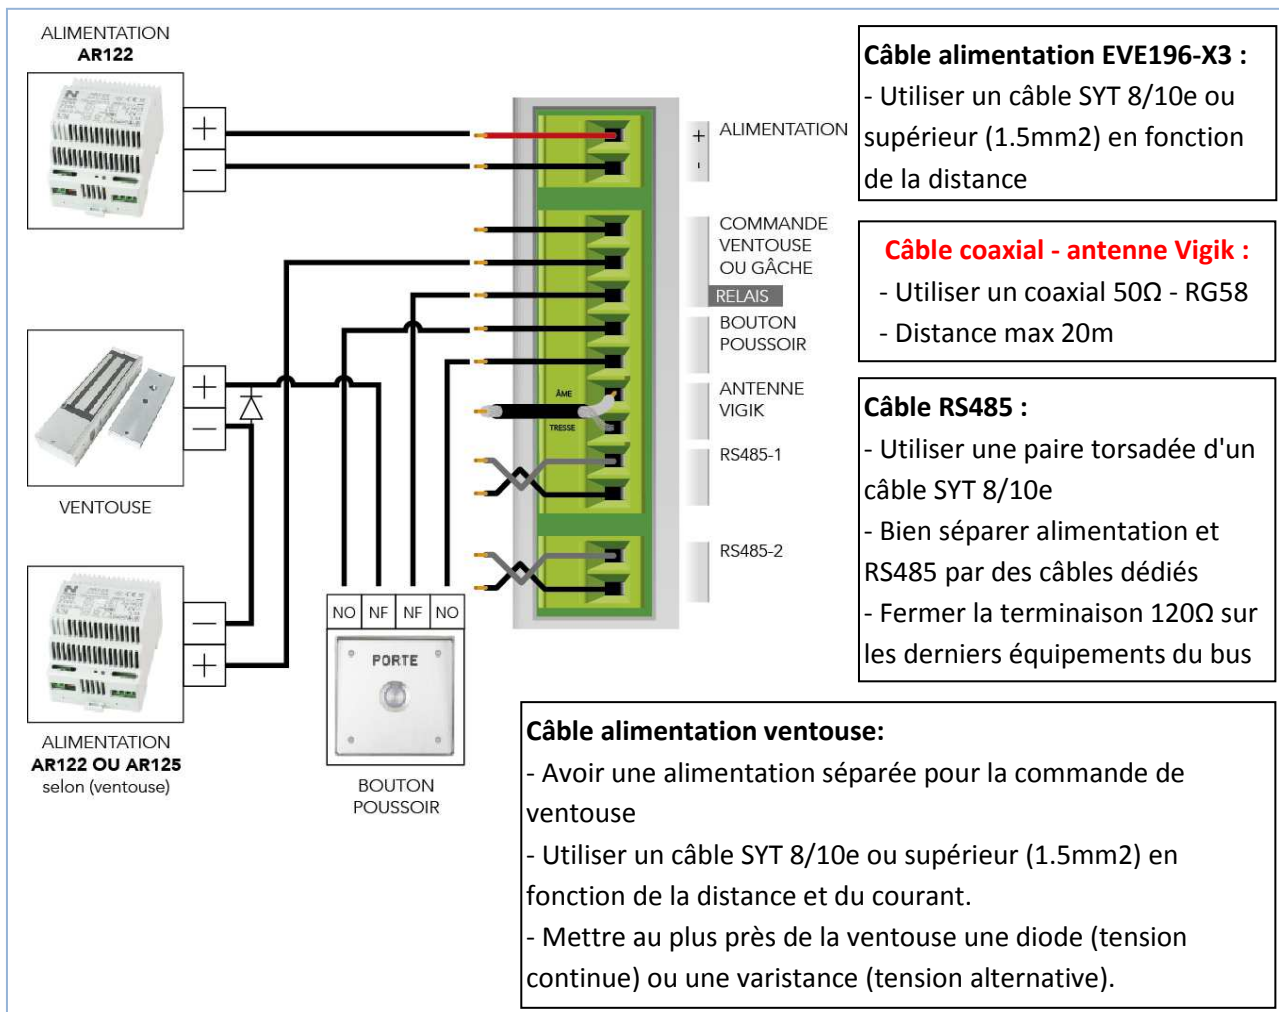 ALIMENTATION
AR122
+
−
VENTOUSE
+
−
−
+
ALIMENTATION
AR122 OU AR125
selon (ventouse)
NO NF NF NO
PORTE
BOUTON
POUSSOIR
ÂME
TRESSE
+
-
ALIMENTATION
COMMANDE
VENTOUSE
OU GÂCHE
RELAIS
BOUTON
POUSSOIR
ANTENNE
VIGIK
RS485-1
RS485-2
Câble alimentation EVE196-X3 :
- Utiliser un câble SYT 8/10e ou
supérieur (1.5mm2) en fonction
de la distance
Câble coaxial - antenne Vigik :
- Utiliser un coaxial 50Ω - RG58
- Distance max 20m
Câble RS485 :
- Utiliser une paire torsadée d'un
câble SYT 8/10e
- Bien séparer alimentation et
RS485 par des câbles dédiés
- Fermer la terminaison 120Ω sur
les derniers équipements du bus
Câble alimentation ventouse:
- Avoir une alimentation séparée pour la commande de
ventouse
- Utiliser un câble SYT 8/10e ou supérieur (1.5mm2) en
fonction de la distance et du courant.
- Mettre au plus près de la ventouse une diode (tension
continue) ou une varistance (tension alternative).